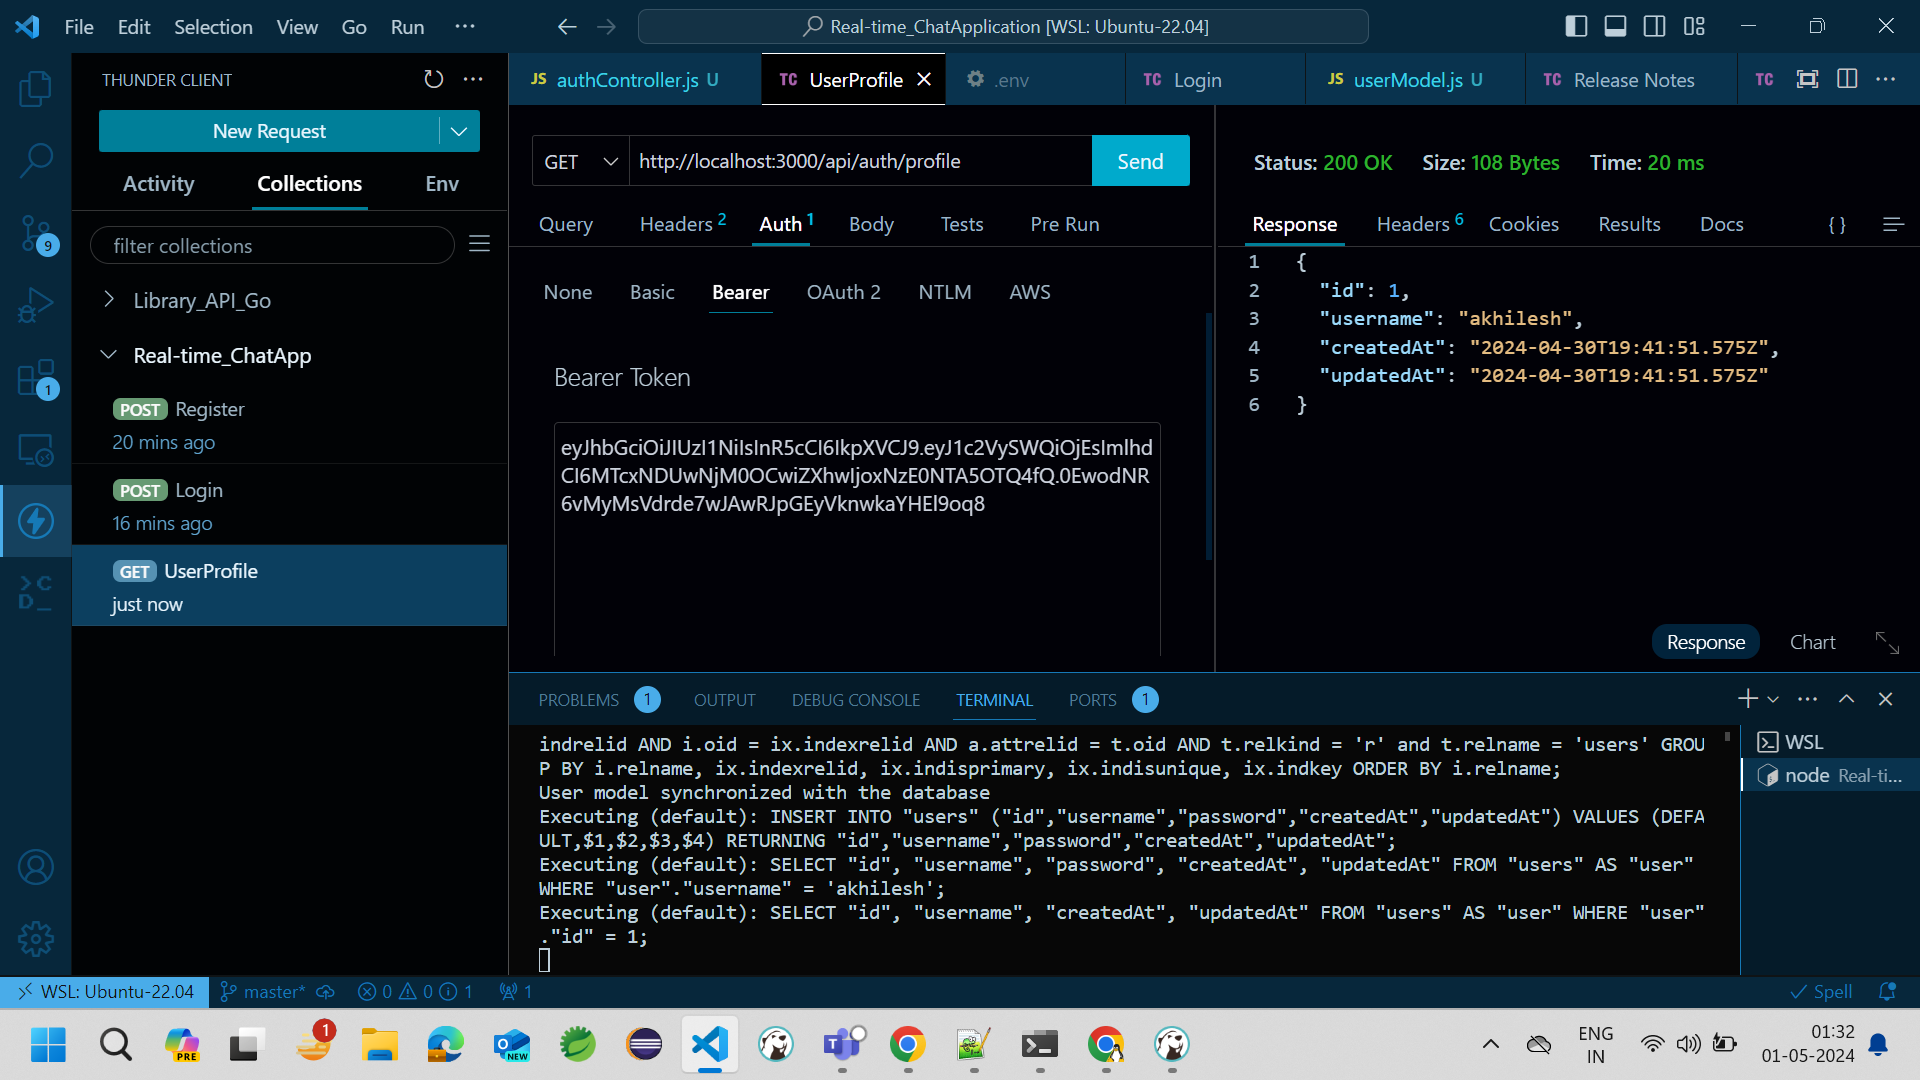 File Edit Selection View Go Run ···
Real-time_ChatApplication [WSL: Ubuntu-22.04]
THUNDER CLIENT
New Request
Activity Collections Env
filter collections
Library_API_Go
Real-time_ChatApp
POST Register
20 mins ago
POST Login
16 mins ago
GET UserProfile
just now
9
1
JS authController.js U
TC UserProfile
.env
TC Login
JS userModel.js U
TC Release Notes
TC
GET http://localhost:3000/api/auth/profile Send
Query Headers 2 Auth 1 Body Tests Pre Run
None Basic Bearer OAuth 2 NTLM AWS
Bearer Token
eyJhbGciOiJIUzI1NiIsInR5cCI6IkpXVCJ9.eyJ1c2VySWQiOjEsImlhd
CI6MTcxNDUwNjM0OCwiZXhwIjoxNzE0NTA5OTQ4fQ.0EwodNR
6vMyMsVdrde7wJAwRJpGEyVknwkaYHEl9oq8
Status: 200 OK Size: 108 Bytes Time: 20 ms
Response Headers 6 Cookies Results Docs { }
1 {
2 "id": 1,
3 "username": "akhilesh",
4 "createdAt": "2024-04-30T19:41:51.575Z",
5 "updatedAt": "2024-04-30T19:41:51.575Z"
6 }
Response Chart
PROBLEMS 1 OUTPUT DEBUG CONSOLE TERMINAL PORTS 1
indrelid AND i.oid = ix.indexrelid AND a.attrelid = t.oid AND t.relkind = 'r' and t.relname = 'users' GROU
P BY i.relname, ix.indexrelid, ix.indisprimary, ix.indisunique, ix.indkey ORDER BY i.relname;
User model synchronized with the database
Executing (default): INSERT INTO "users" ("id","username","password","createdAt","updatedAt") VALUES (DEFA
ULT,$1,$2,$3,$4) RETURNING "id","username","password","createdAt","updatedAt";
Executing (default): SELECT "id", "username", "password", "createdAt", "updatedAt" FROM "users" AS "user"
WHERE "user"."username" = 'akhilesh';
Executing (default): SELECT "id", "username", "createdAt", "updatedAt" FROM "users" AS "user" WHERE "user"
."id" = 1;
WSL
node Real-ti...
WSL: Ubuntu-22.04 master* 0 0 1 1 Spell
PRE
1
NEW
ENG
IN
01:32
01-05-2024